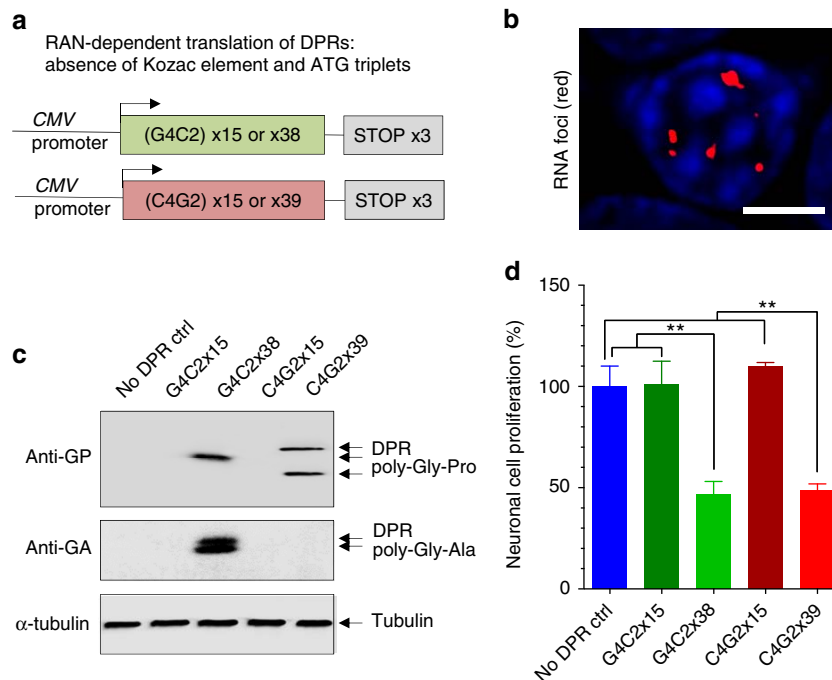 a
RAN-dependent translation of DPRs:
absence of Kozac element and ATG triplets
CMV
promoter
(G4C2) x15 or x38
STOP x3
CMV
promoter
(C4G2) x15 or x39
STOP x3
b
RNA foci (red)
c
No DPR ctrl
G4C2x15
G4C2x38
C4G2x15
C4G2x39
Anti-GP
DPR
poly-Gly-Pro
Anti-GA
DPR
poly-Gly-Ala
α-tubulin
Tubulin
d
Neuronal cell proliferation (%)
150
100
50
0
**
**
No DPR ctrl
G4C2x15
G4C2x38
C4G2x15
C4G2x39